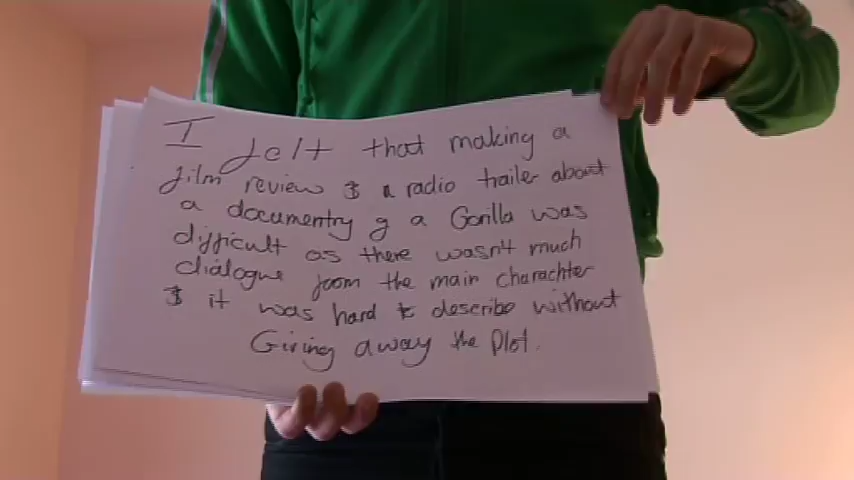 I felt that making a
film review & a radio trailer about
a documentry of a Gorilla was
difficult as there wasn't much
dialogue from the main charachter
& it was hard to describe without
Giving away the Plot.